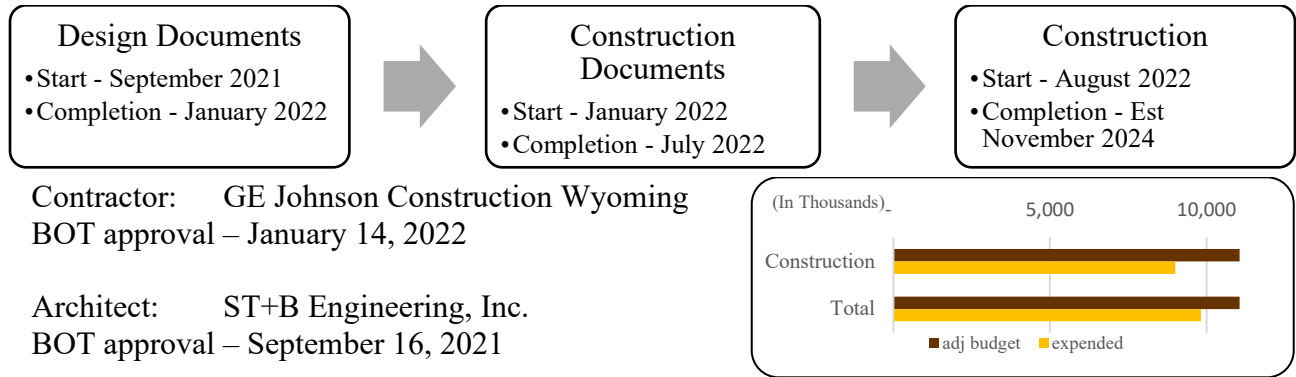 Design Documents
•Start - September 2021
•Completion - January 2022
Construction
Documents
•Start - January 2022
•Completion - July 2022
Construction
•Start - August 2022
•Completion - Est
November 2024
Contractor: GE Johnson Construction Wyoming
BOT approval – January 14, 2022
Architect: ST+B Engineering, Inc.
BOT approval – September 16, 2021
(In Thousands) - 5,000 10,000
Construction
Total
adj budget expended